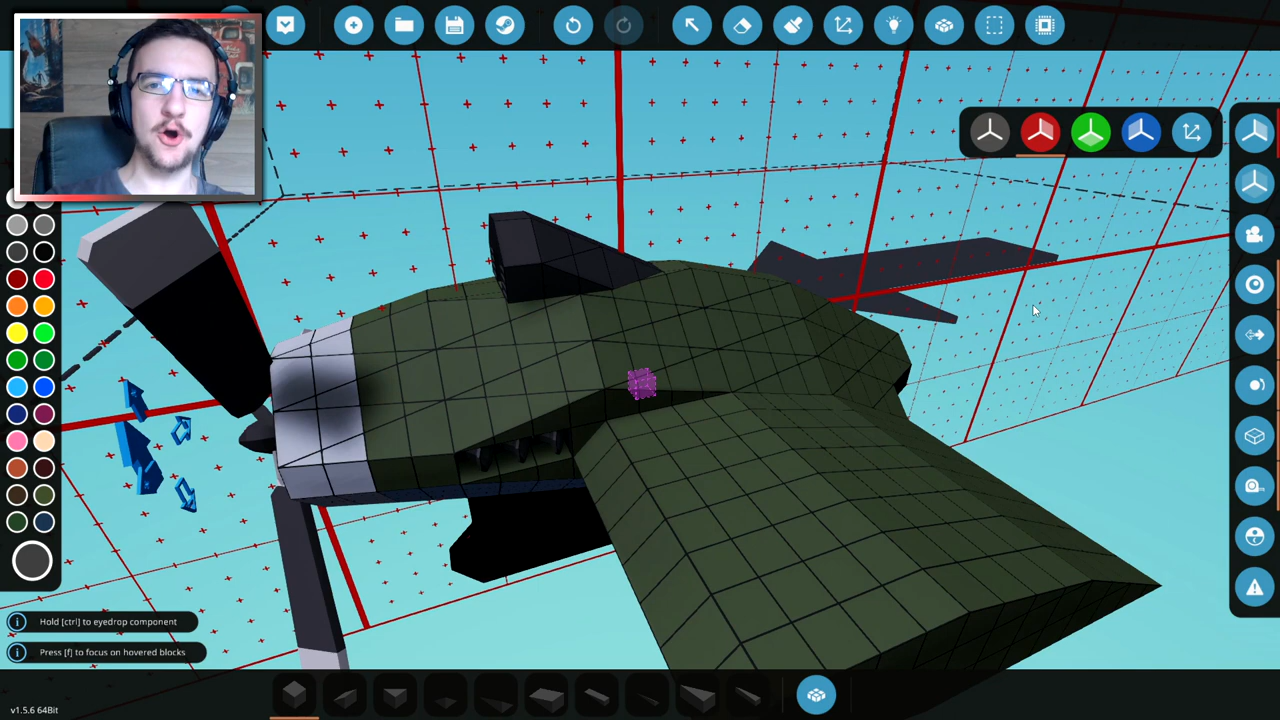 Hold [ctrl] to eyedrop component
Press [f] to focus on hovered blocks
v1.5.6 64Bit